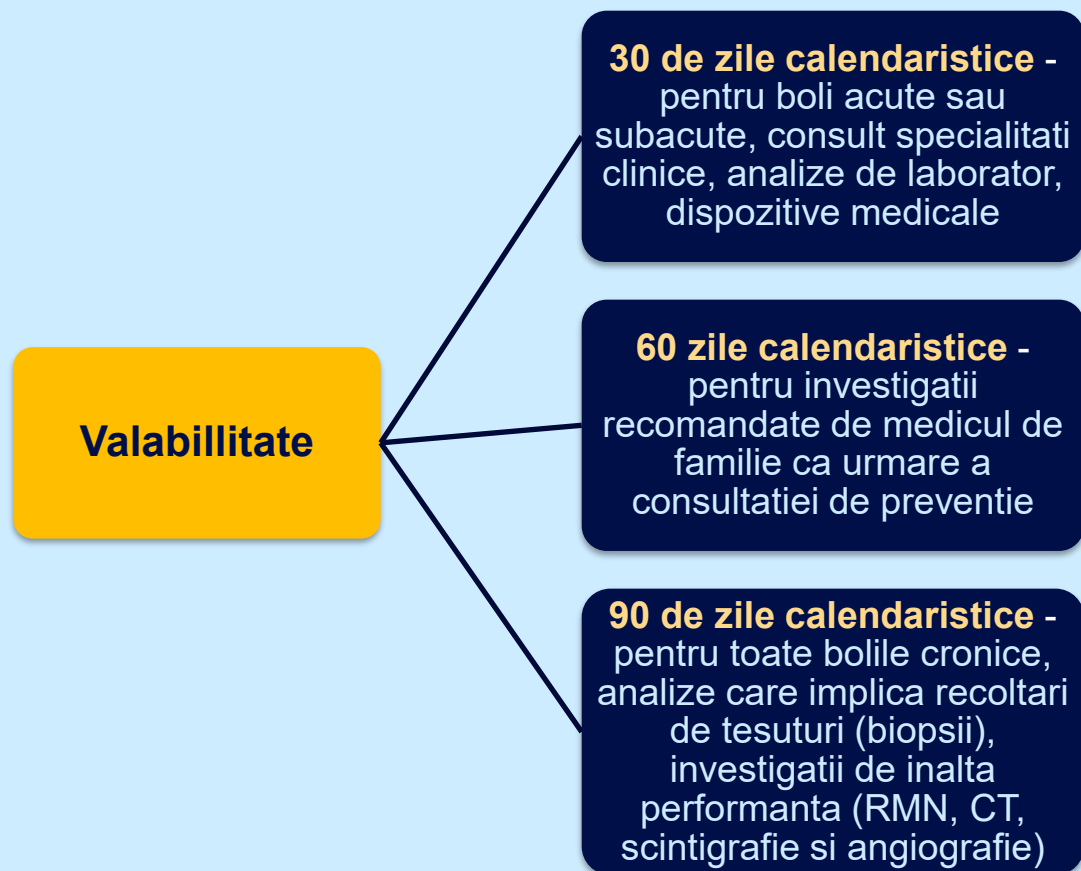 Valabillitate
30 de zile calendaristice -
pentru boli acute sau
subacute, consult specialitati
clinice, analize de laborator,
dispozitive medicale
60 zile calendaristice -
pentru investigatii
recomandate de medicul de
familie ca urmare a
consultatiei de preventie
90 de zile calendaristice -
pentru toate bolile cronice,
analize care implica recoltari
de tesuturi (biopsii),
investigatii de inalta
performanta (RMN, CT,
scintigrafie si angiografie)